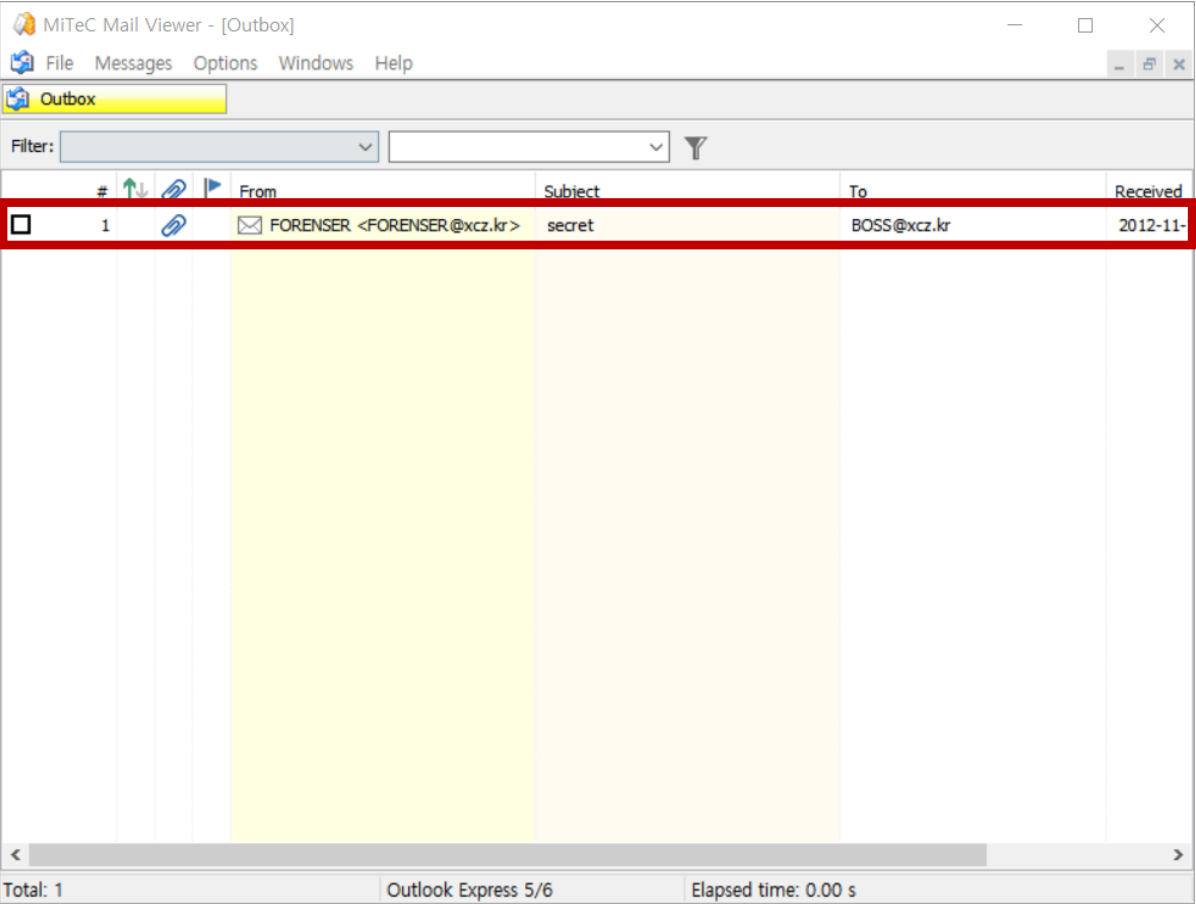 MiTeC Mail Viewer - [Outbox]
File Messages Options Windows Help
Outbox
Filter:
# From Subject To Received
1 FORENSER <FORENSER@xcz.kr> secret BOSS@xcz.kr 2012-11-
Total: 1 Outlook Express 5/6 Elapsed time: 0.00 s